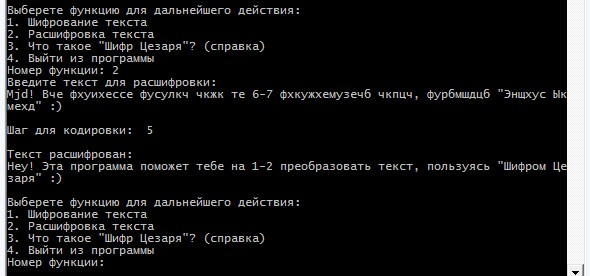 Выберете функцию для дальнейшего действия:
1. Шифрование текста
2. Расшифровка текста
3. Что такое "Шифр Цезаря"? (справка)
4. Выйти из программы
Номер функции: 2
Введите текст для расшифровки:
Mjd! Вче фхуихессе фусулкч чкжк те 6-7 фхкужхемузечб чкпцч, фурбмшдцб "Энщхус Ык
мехд" :)
Шаг для кодировки:  5
Текст расшифрован:
Hey! Эта программа поможет тебе на 1-2 преобразовать текст, пользуясь "Шифром Це
заря" :)
Выберете функцию для дальнейшего действия:
1. Шифрование текста
2. Расшифровка текста
3. Что такое "Шифр Цезаря"? (справка)
4. Выйти из программы
Номер функции: